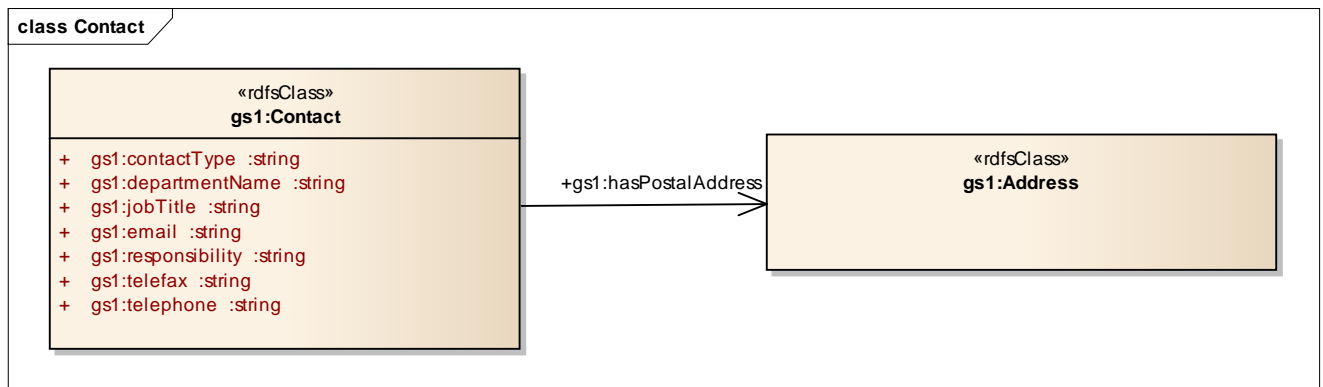 class Contact
«rdfsClass»
gs1:Contact
+ gs1:contactType :string
+ gs1:departmentName :string
+ gs1:jobTitle :string
+ gs1:email :string
+ gs1:responsibility :string
+ gs1:telefax :string
+ gs1:telephone :string
+gs1:hasPostalAddress
«rdfsClass»
gs1:Address